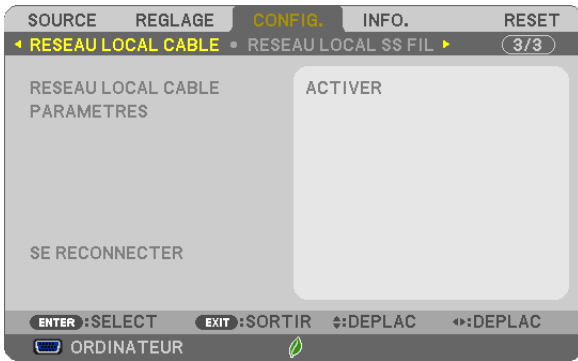 SOURCE REGLAGE CONFIG. INFO. RESET
RESEAU LOCAL CABLE RESEAU LOCAL SS FIL 3/3
RESEAU LOCAL CABLE ACTIVER
PARAMETRES
SE RECONNECTER
ENTER :SELECT EXIT :SORTIR :DEPLAC :DEPLAC
ORDINATEUR